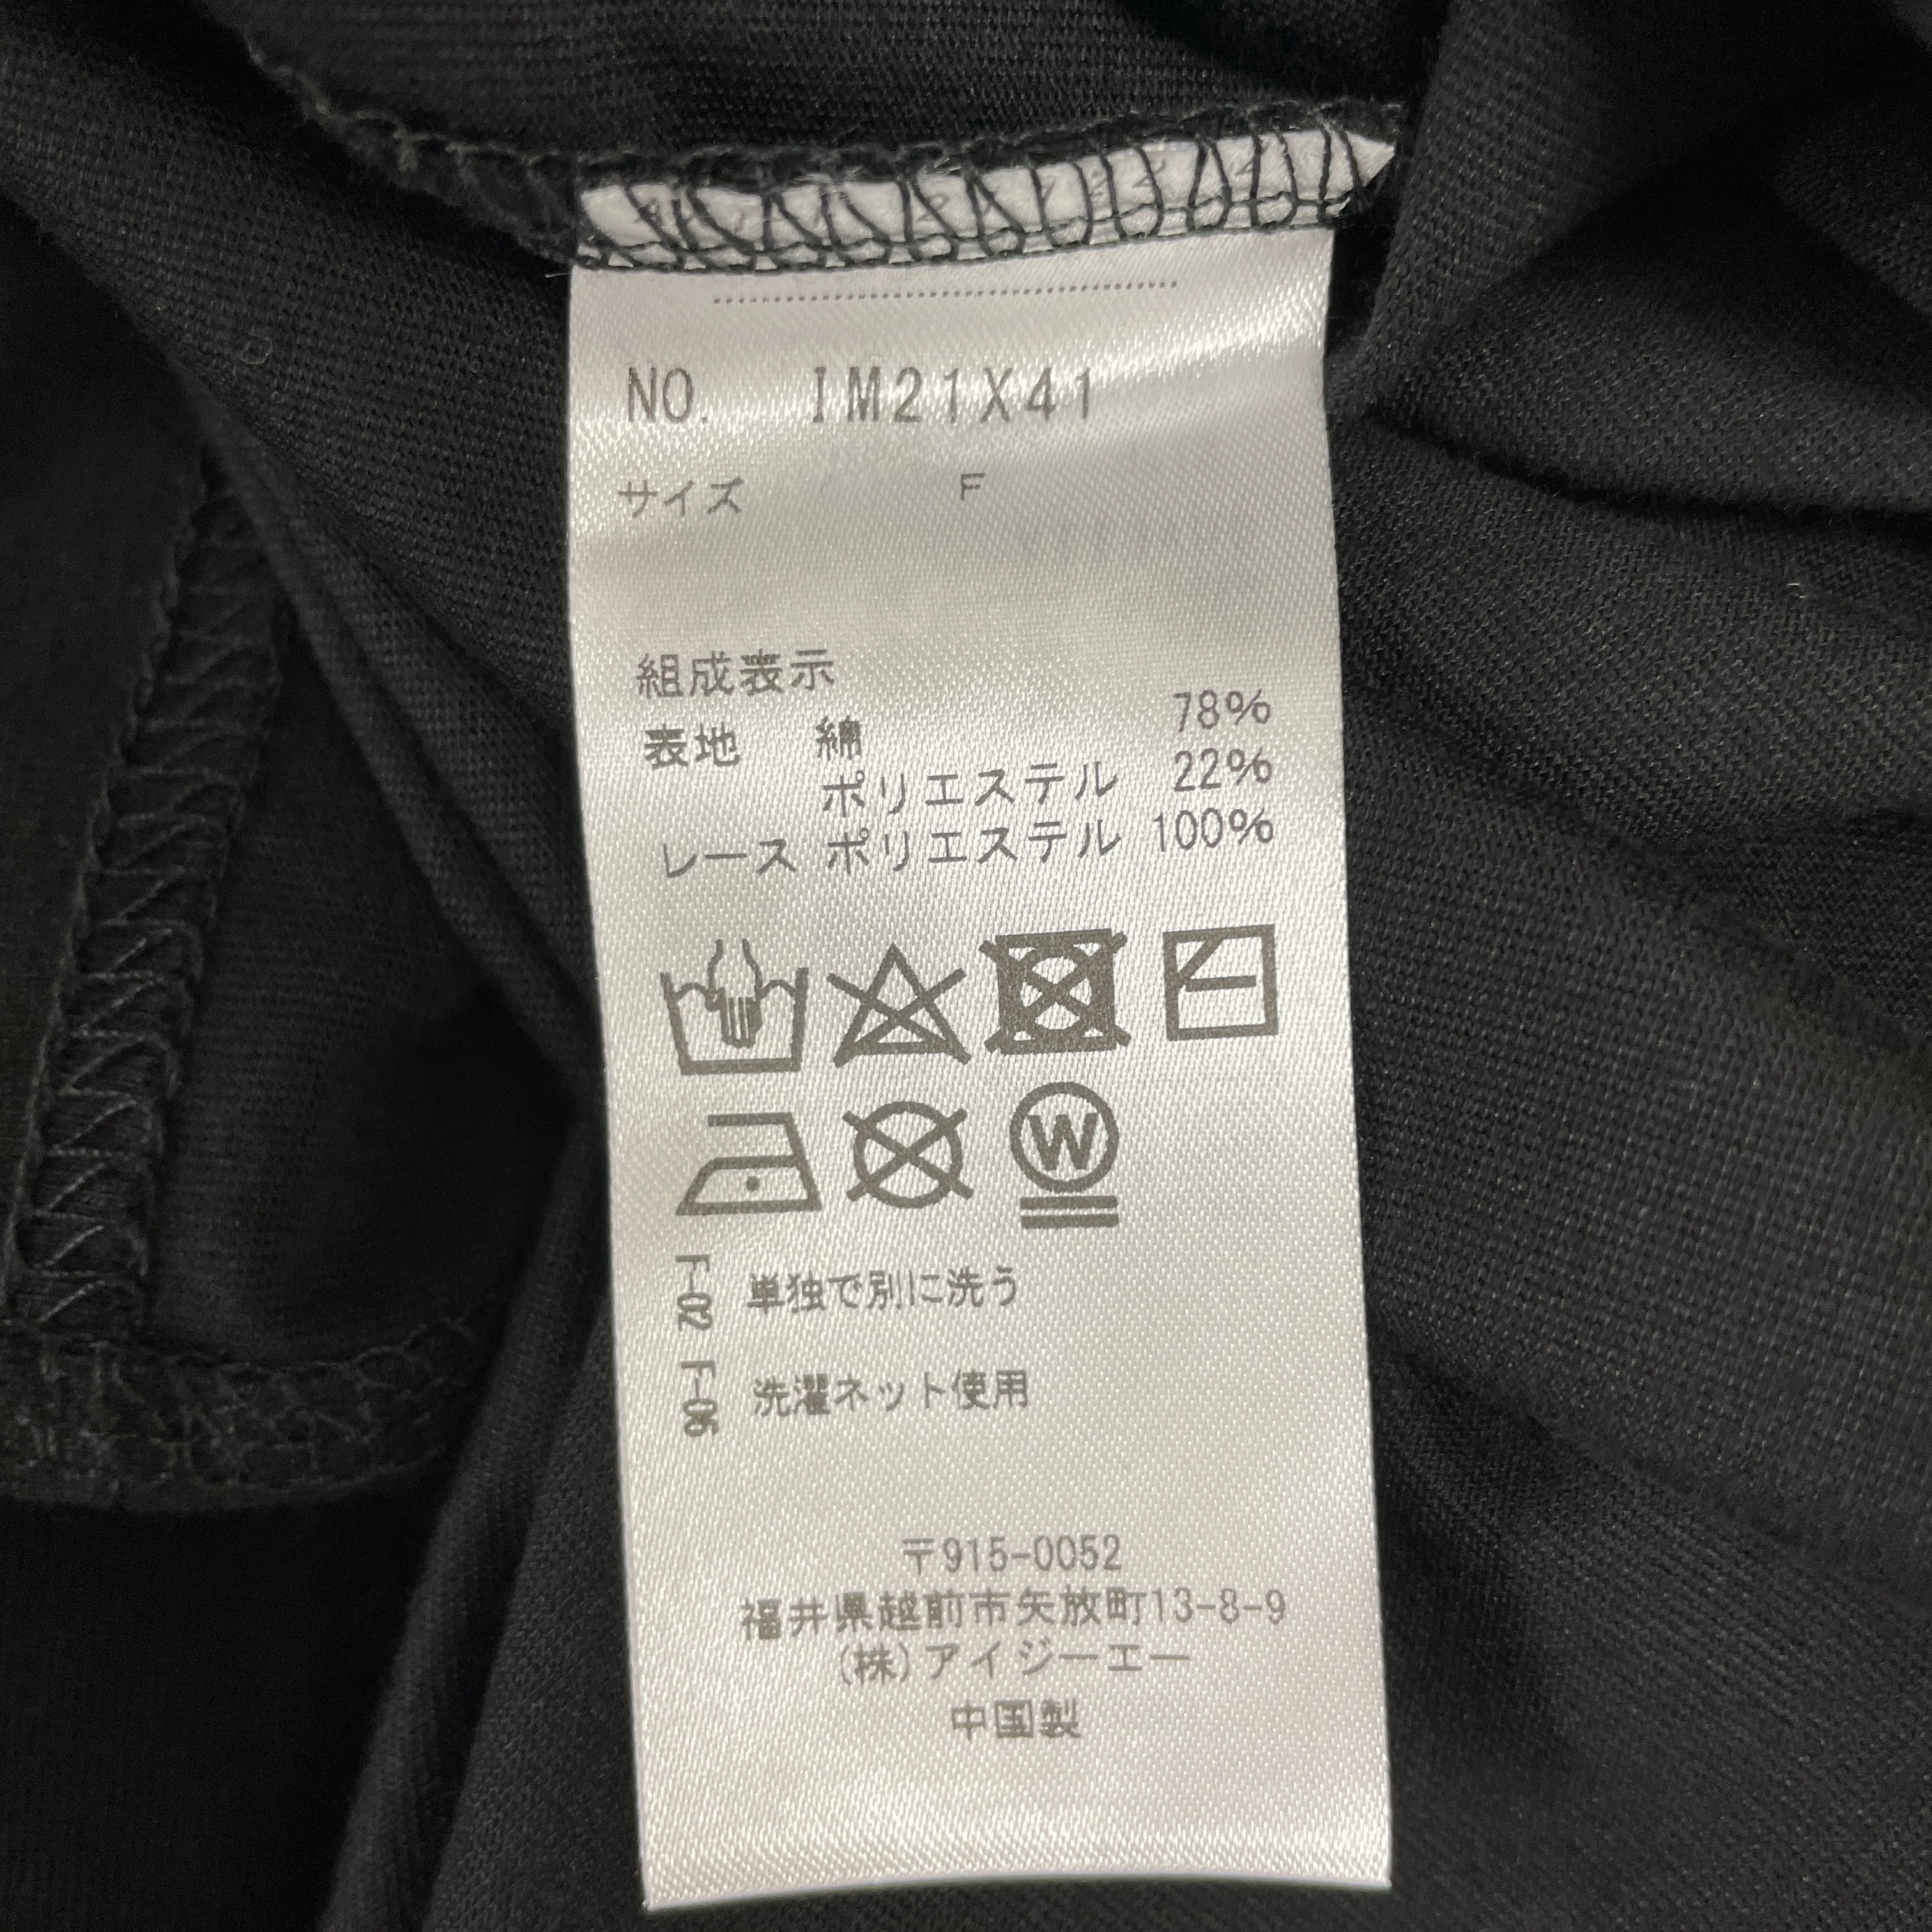 NO. IM21X41
サイズ F
組成表示
表地 綿 78%
ポリエステル 22%
レース ポリエステル 100%
W
F-02 単独で別に洗う
F-06 洗濯ネット使用
〒915-0052
福井県越前市矢放町13-8-9
(株)アイジーエー
中国製